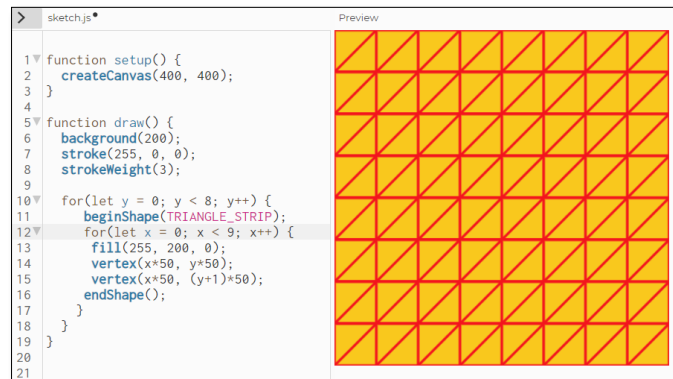 > sketch.js● Preview
1 function setup() {
2 createCanvas(400, 400);
3 }
4
5 function draw() {
6 background(200);
7 stroke(255, 0, 0);
8 strokeWeight(3);
9
10 for(let y = 0; y < 8; y++) {
11 beginShape(TRIANGLE_STRIP);
12 for(let x = 0; x < 9; x++) {
13 fill(255, 200, 0);
14 vertex(x*50, y*50);
15 vertex(x*50, (y+1)*50);
16 endShape();
17 }
18 }
19 }
20
21